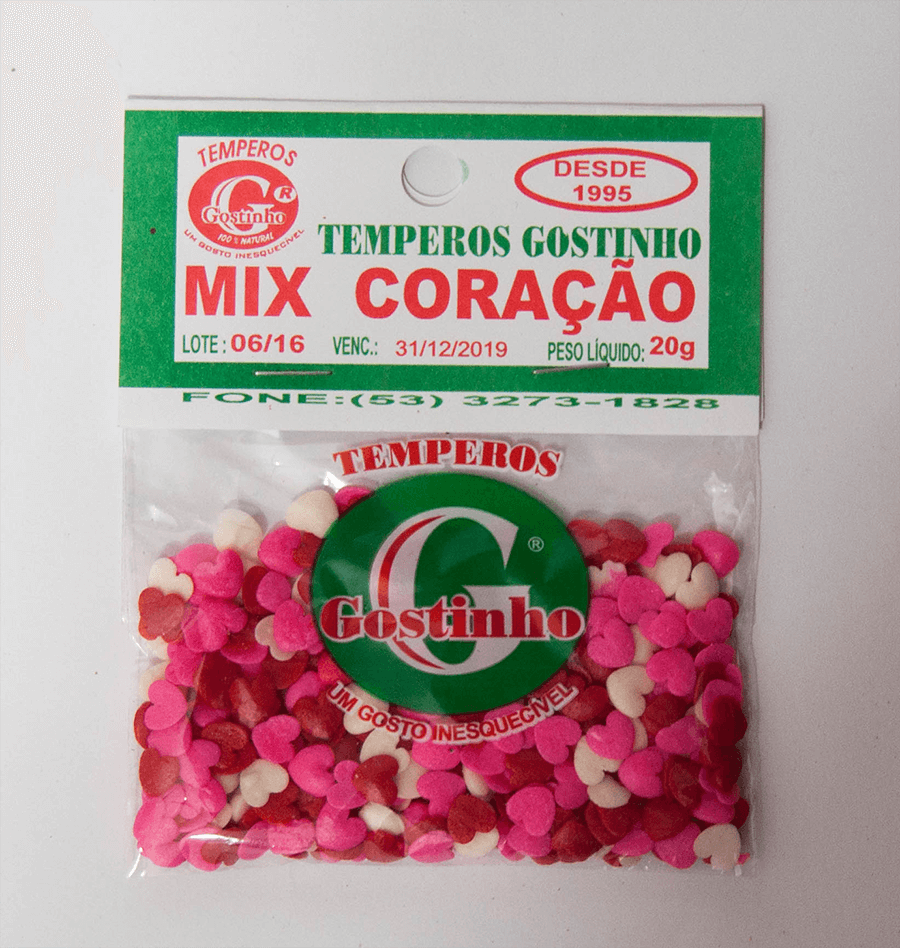 TEMPEROS
G®
Gostinho
100% NATURAL
UM GOSTO INESQUECÍVEL
DESDE
1995
TEMPEROS GOSTINHO
MIX CORAÇÃO
LOTE: 06/16 VENC.: 31/12/2019 PESO LÍQUIDO: 20g
FONE:(53) 3273-1828
TEMPEROS
G®
Gostinho
UM GOSTO INESQUECÍVEL